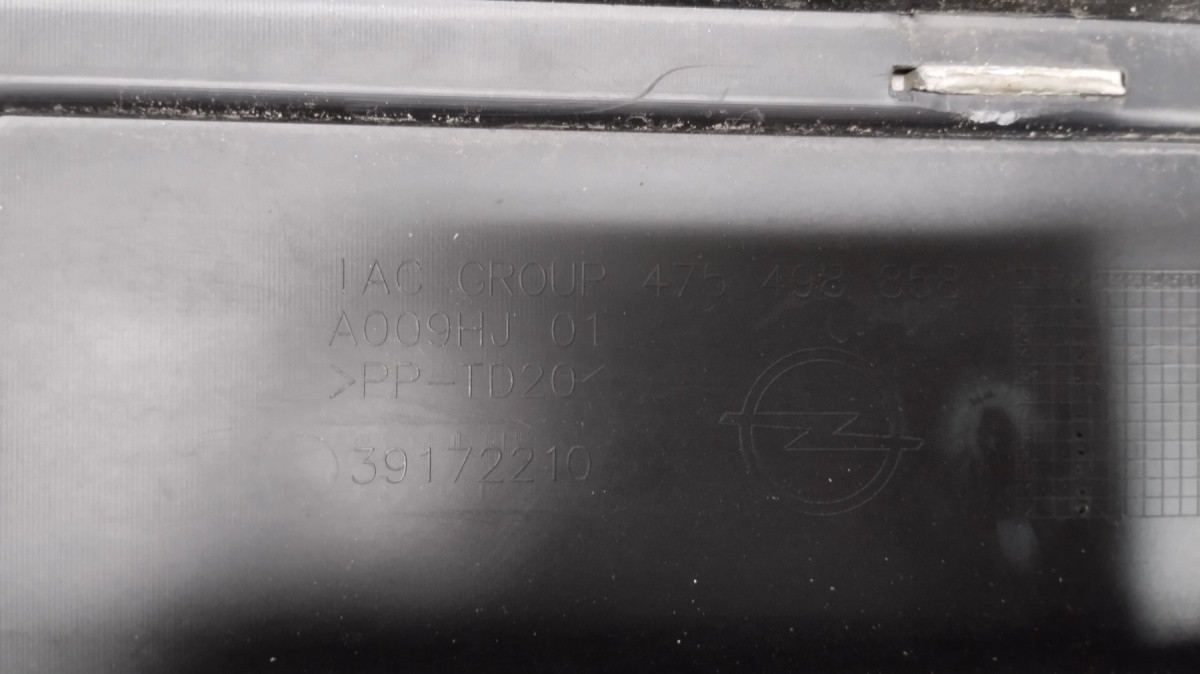 IAC GROUP 475 498 858
A009HJ 01
>PP-TD20<
39172210